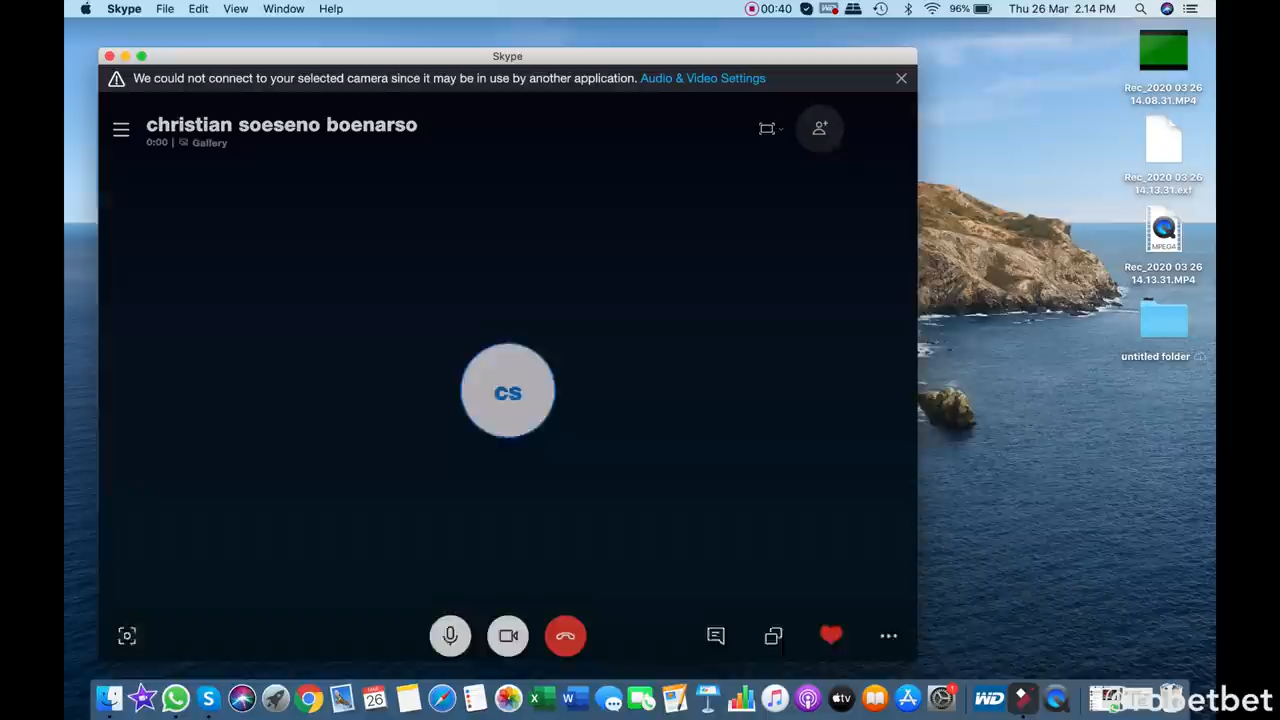 Skype File Edit View Window Help 00:40 96% Thu 26 Mar 2.14 PM
Skype
We could not connect to your selected camera since it may be in use by another application. Audio & Video Settings
christian soeseno boenarso
0:00 | Gallery
cs
Rec_2020 03 26
14.08.31.MP4
Rec_2020 03 26
14.13.31.ext
MPEG4
Rec_2020 03 26
14.13.31.MP4
untitled folder
26
WD
tv
robetbet